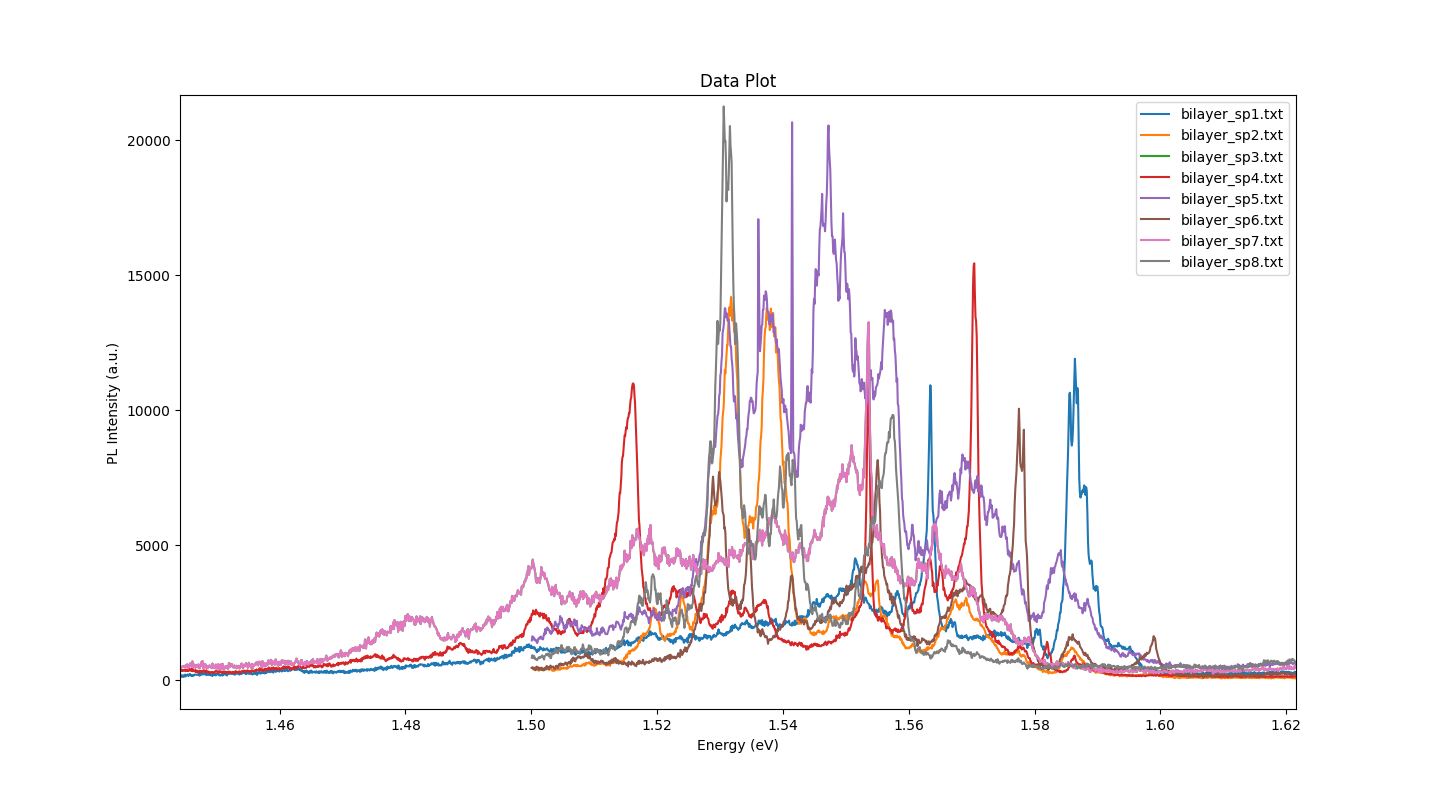 Data Plot
bilayer_sp1.txt
bilayer_sp2.txt
bilayer_sp3.txt
bilayer_sp4.txt
bilayer_sp5.txt
bilayer_sp6.txt
bilayer_sp7.txt
bilayer_sp8.txt
PL Intensity (a.u.)
20000
15000
10000
5000
0
1.46 1.48 1.50 1.52 1.54 1.56 1.58 1.60 1.62
Energy (eV)